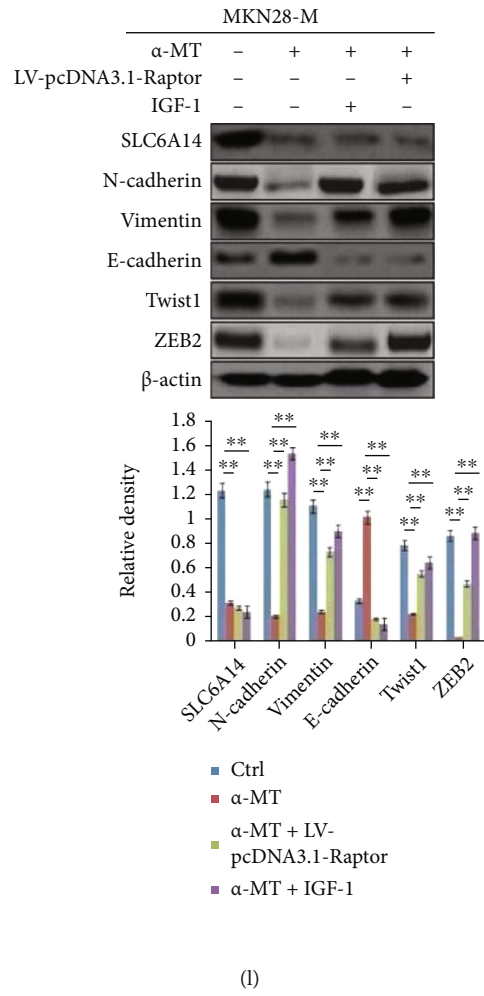 MKN28-M
α-MT – + + +
LV-pcDNA3.1-Raptor – – – +
IGF-1 – – + –
SLC6A14
N-cadherin
Vimentin
E-cadherin
Twist1
ZEB2
β-actin
Relative density
1.8
1.6
1.4
1.2
1
0.8
0.6
0.4
0.2
0
** ** ** ** ** ** ** ** ** ** ** ** ** ** ** ** **
SLC6A14
N-cadherin
Vimentin
E-cadherin
Twist1
ZEB2
Ctrl
α-MT
α-MT + LV-
pcDNA3.1-Raptor
α-MT + IGF-1
(l)